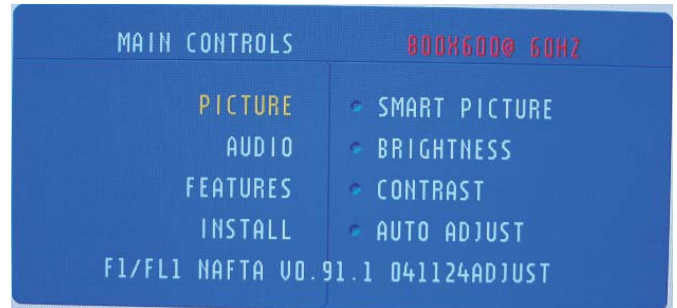 MAIN CONTROLS 800X600@ 60HZ
PICTURE SMART PICTURE
AUDIO BRIGHTNESS
FEATURES CONTRAST
INSTALL AUTO ADJUST
F1/FL1 NAFTA V0.91.1 041124ADJUST